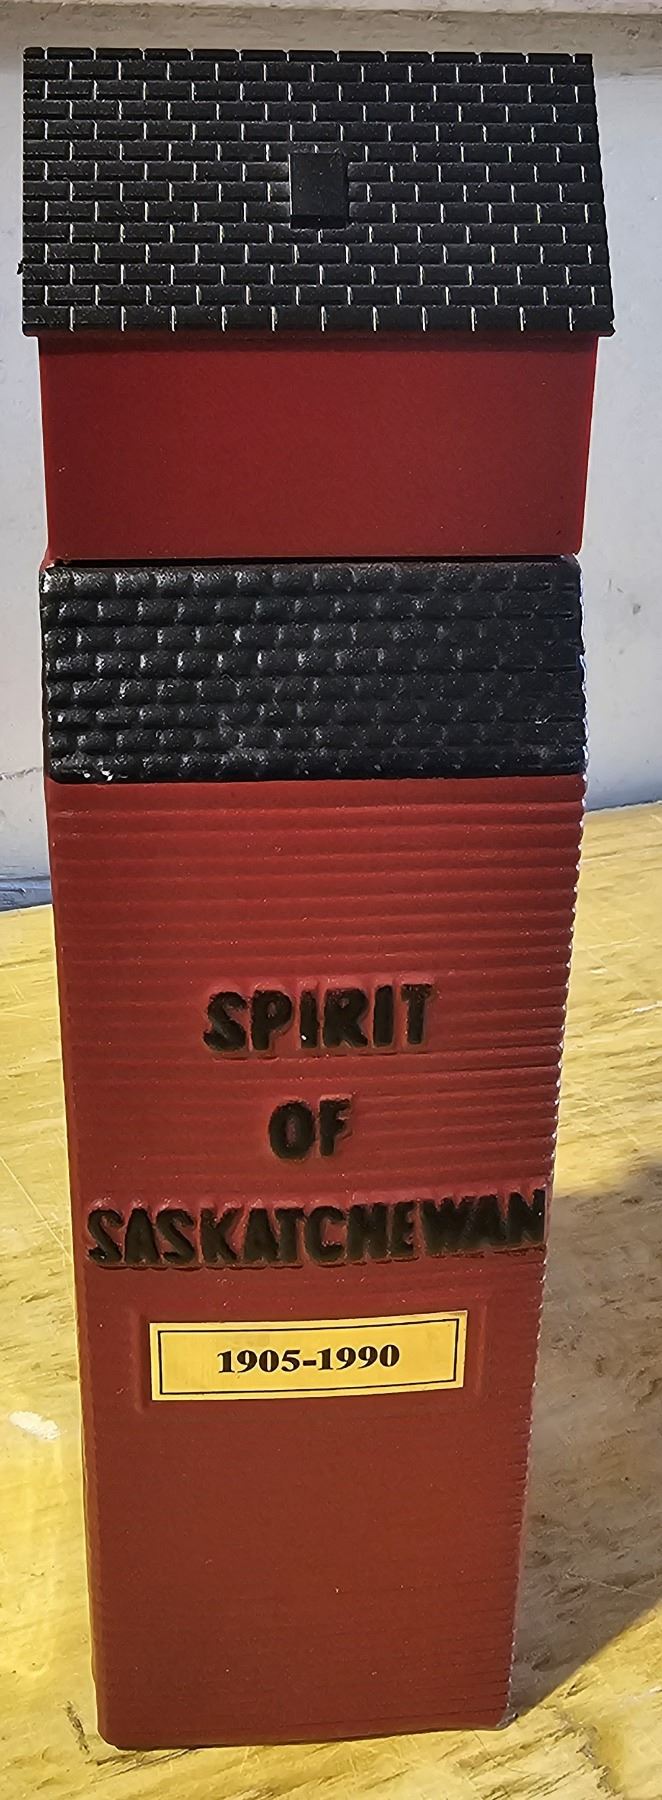 SPIRIT
OF
SASKATCHEWAN
1905-1990